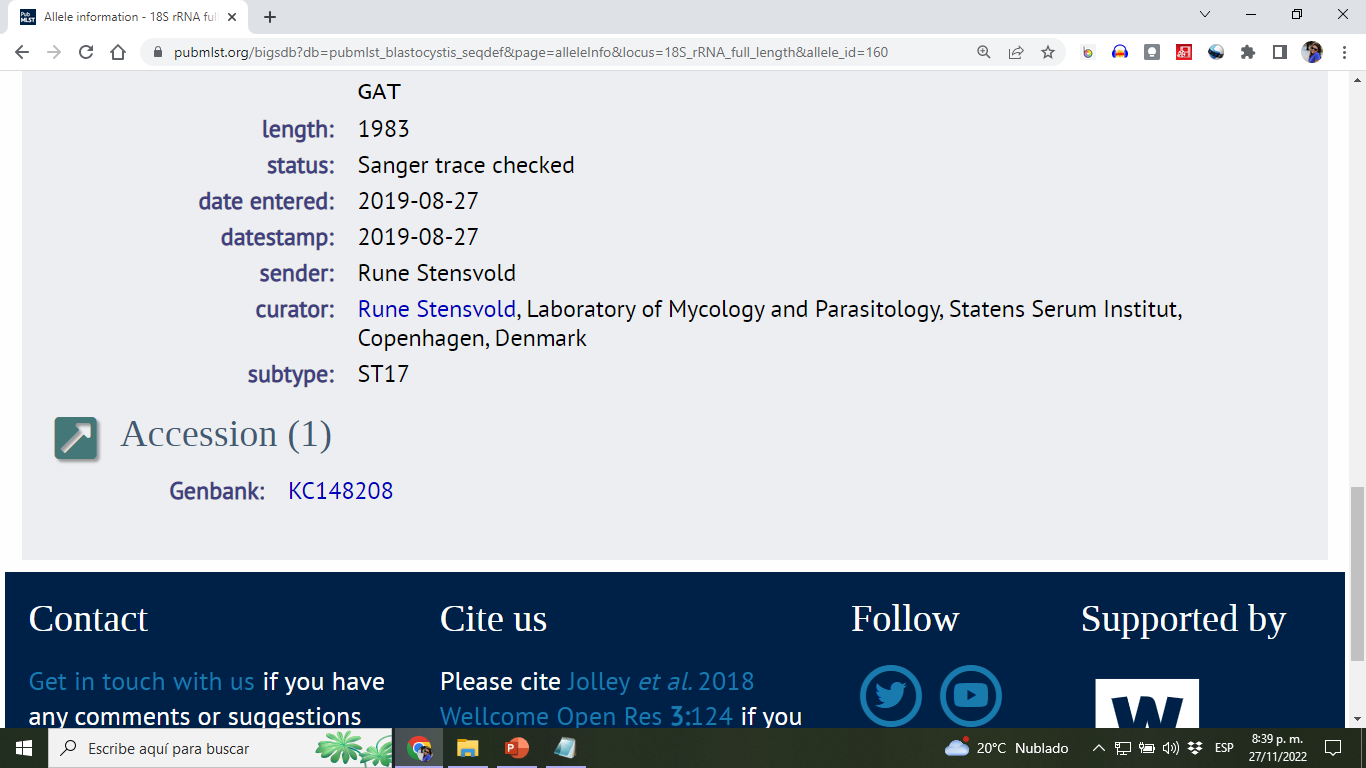 Allele information - 18S rRNA ful
pubmlst.org/bigsdb?db=pubmlst_blastocystis_seqdef&page=alleleInfo&locus=18S_rRNA_full_length&allele_id=160
GAT
length: 1983
status: Sanger trace checked
date entered: 2019-08-27
datestamp: 2019-08-27
sender: Rune Stensvold
curator: Rune Stensvold, Laboratory of Mycology and Parasitology, Statens Serum Institut,
Copenhagen, Denmark
subtype: ST17
Accession (1)
Genbank: KC148208
Contact
Get in touch with us if you have
any comments or suggestions
Cite us
Please cite Jolley et al. 2018
Wellcome Open Res 3:124 if you
Follow
Supported by
W
Escribe aquí para buscar
20°C Nublado
ESP
8:39 p. m.
27/11/2022